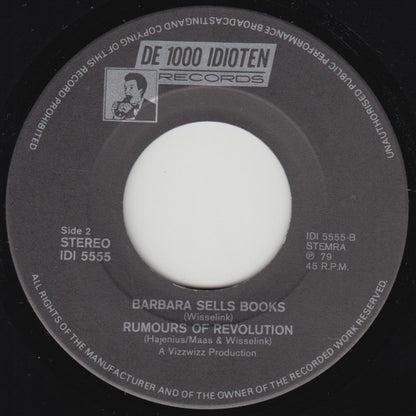 DE 1000 IDIOTEN
RECORDS
UNAUTHORISED PUBLIC PERFORMANCE BROADCASTING AND COPYING OF THIS RECORD PROHIBITED
Side 2
STEREO
IDI 5555
IDI 5555-B
STEMRA
℗ 79
45 R.P.M.
BARBARA SELLS BOOKS
(Wisselink)
RUMOURS OF REVOLUTION
(Hajenius/Maas & Wisselink)
A Vizzwizz Production
ALL RIGHTS OF THE MANUFACTURER AND OF THE OWNER OF THE RECORDED WORK RESERVED.